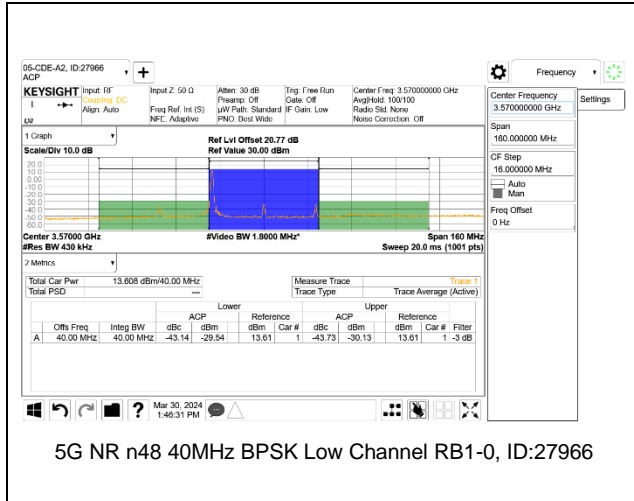 05-CDE-A2, ID:27966
ACP
Frequency
KEYSIGHT Input: RF Input Z: 50 Ω Atten: 30 dB Trig: Free Run Center Freq: 3.570000000 GHz
Coupling: DC Preamp: Off Gate: Off Avg|Hold: 100/100
Align: Auto Freq Ref: Int (S) µW Path: Standard IF Gain: Low Radio Std: None
NFE: Adaptive PNO: Best Wide Noise Correction: Off
Center Frequency
3.570000000 GHz
Settings
Span
160.000000 MHz
CF Step
16.000000 MHz
Auto
Man
Freq Offset
0 Hz
1 Graph
Scale/Div 10.0 dB
Ref Lvl Offset 20.77 dB
Ref Value 30.00 dBm
20.0
10.0
0.00
-10.0
-20.0
-30.0
-40.0
-50.0
-60.0
Center 3.57000 GHz #Video BW 1.8000 MHz* Span 160 MHz
#Res BW 430 kHz Sweep 20.0 ms (1001 pts)
2 Metrics
Total Car Pwr 13.608 dBm/40.00 MHz Measure Trace Trace 1
Total PSD --- Trace Type Trace Average (Active)
Lower Upper
ACP Reference ACP Reference
Offs Freq Integ BW dBc dBm dBm Car # dBc dBm dBm Car # Filter
A 40.00 MHz 40.00 MHz -43.14 -29.54 13.61 1 -43.73 -30.13 13.61 1 -3 dB
Mar 30, 2024
1:46:31 PM
5G NR n48 40MHz BPSK Low Channel RB1-0, ID:27966